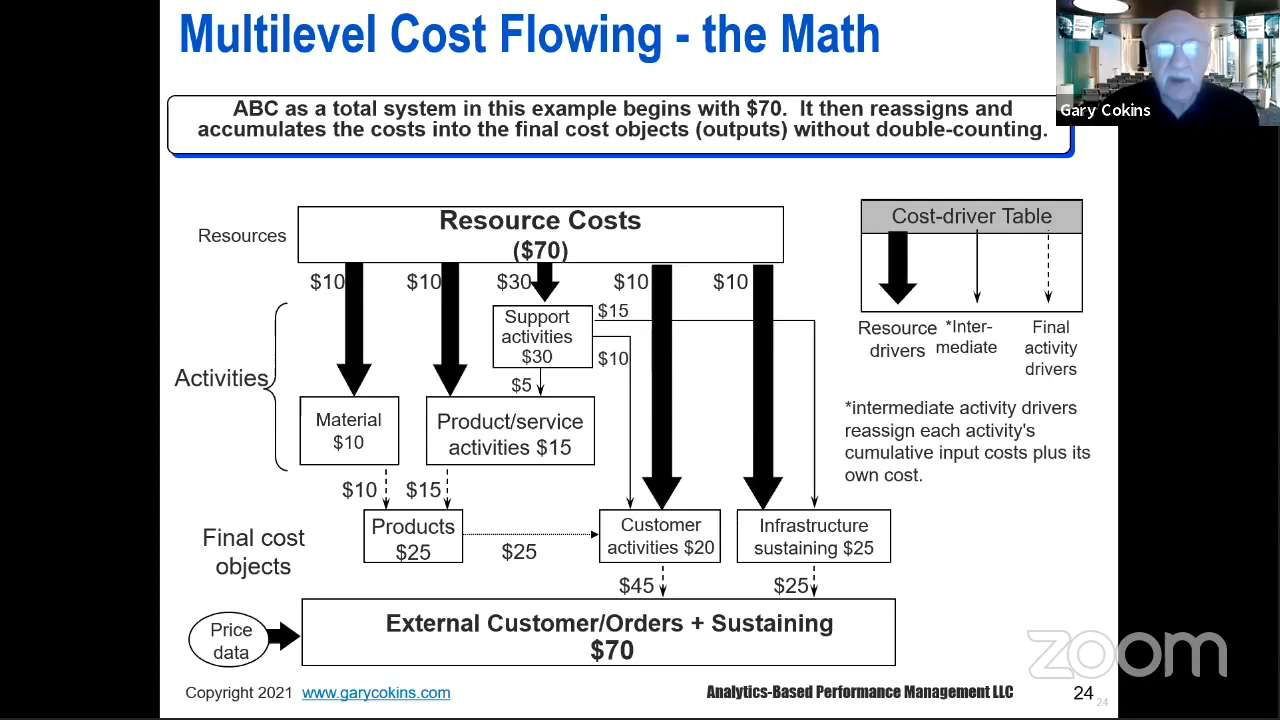 Multilevel Cost Flowing - the Math
Gary Cokins
ABC as a total system in this example begins with $70. It then reassigns and
accumulates the costs into the final cost objects (outputs) without double-counting.
Resources
Resource Costs
($70)
Cost-driver Table
$10
$10
$30
$10
$10
Support
activities
$30
$15
$10
$5
Resource
drivers
*Inter-
mediate
Final
activity
drivers
Activities
Material
$10
Product/service
activities $15
*intermediate activity drivers
reassign each activity's
cumulative input costs plus its
own cost.
$10
$15
Final cost
objects
Products
$25
$25
Customer
activities $20
Infrastructure
sustaining $25
$45
$25
Price
data
External Customer/Orders + Sustaining
$70
zoom
Copyright 2021 www.garycokins.com
Analytics-Based Performance Management LLC
24
24